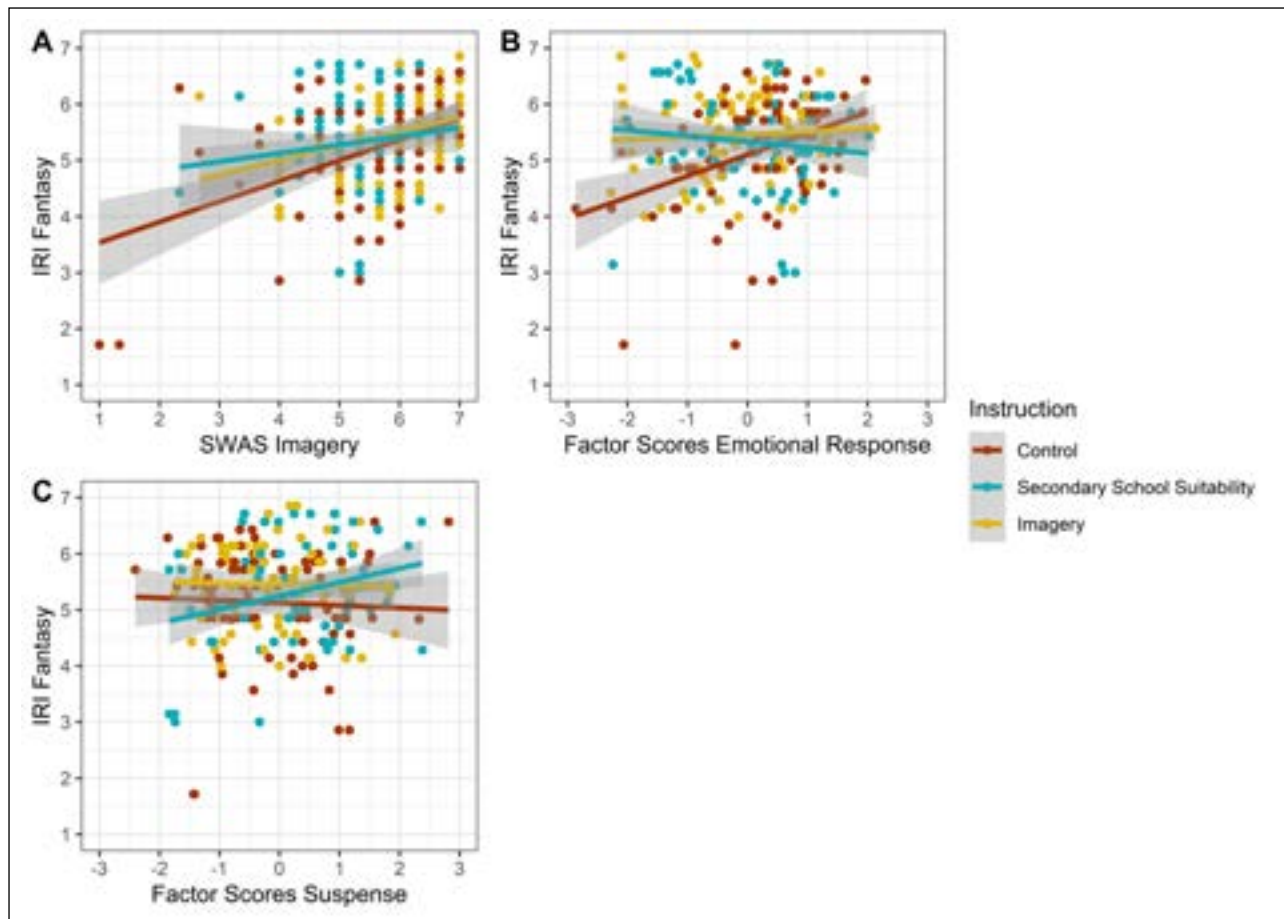 A
7
6
5
4
3
2
1
IRI Fantasy
1 2 3 4 5 6 7
SWAS Imagery
B
7
6
5
4
3
2
1
IRI Fantasy
-3 -2 -1 0 1 2 3
Factor Scores Emotional Response
Instruction
Control
Secondary School Suitability
Imagery
C
7
6
5
4
3
2
1
IRI Fantasy
-3 -2 -1 0 1 2 3
Factor Scores Suspense